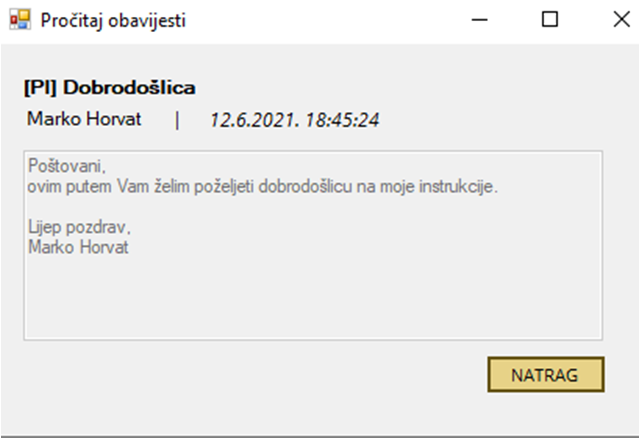 Pročitaj obavijesti
[PI] Dobrodošlica
Marko Horvat | 12.6.2021. 18:45:24
Poštovani,
ovim putem Vam želim poželjeti dobrodošlicu na moje instrukcije.
Lijep pozdrav,
Marko Horvat
NATRAG